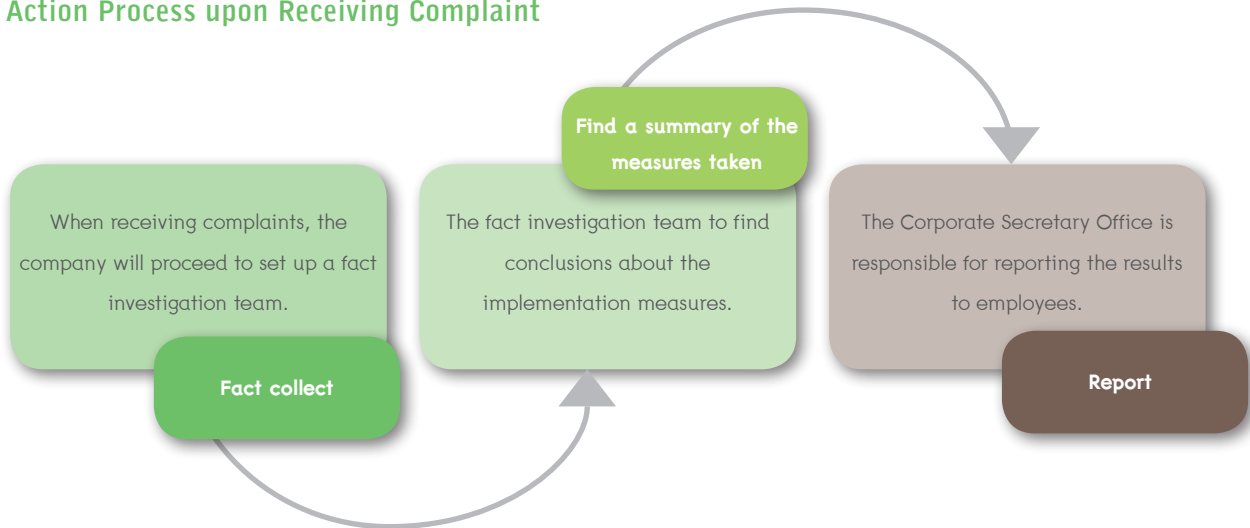 Action Process upon Receiving Complaint
When receiving complaints, the
company will proceed to set up a fact
investigation team.
Fact collect
Find a summary of the
measures taken
The fact investigation team to find
conclusions about the
implementation measures.
The Corporate Secretary Office is
responsible for reporting the results
to employees.
Report